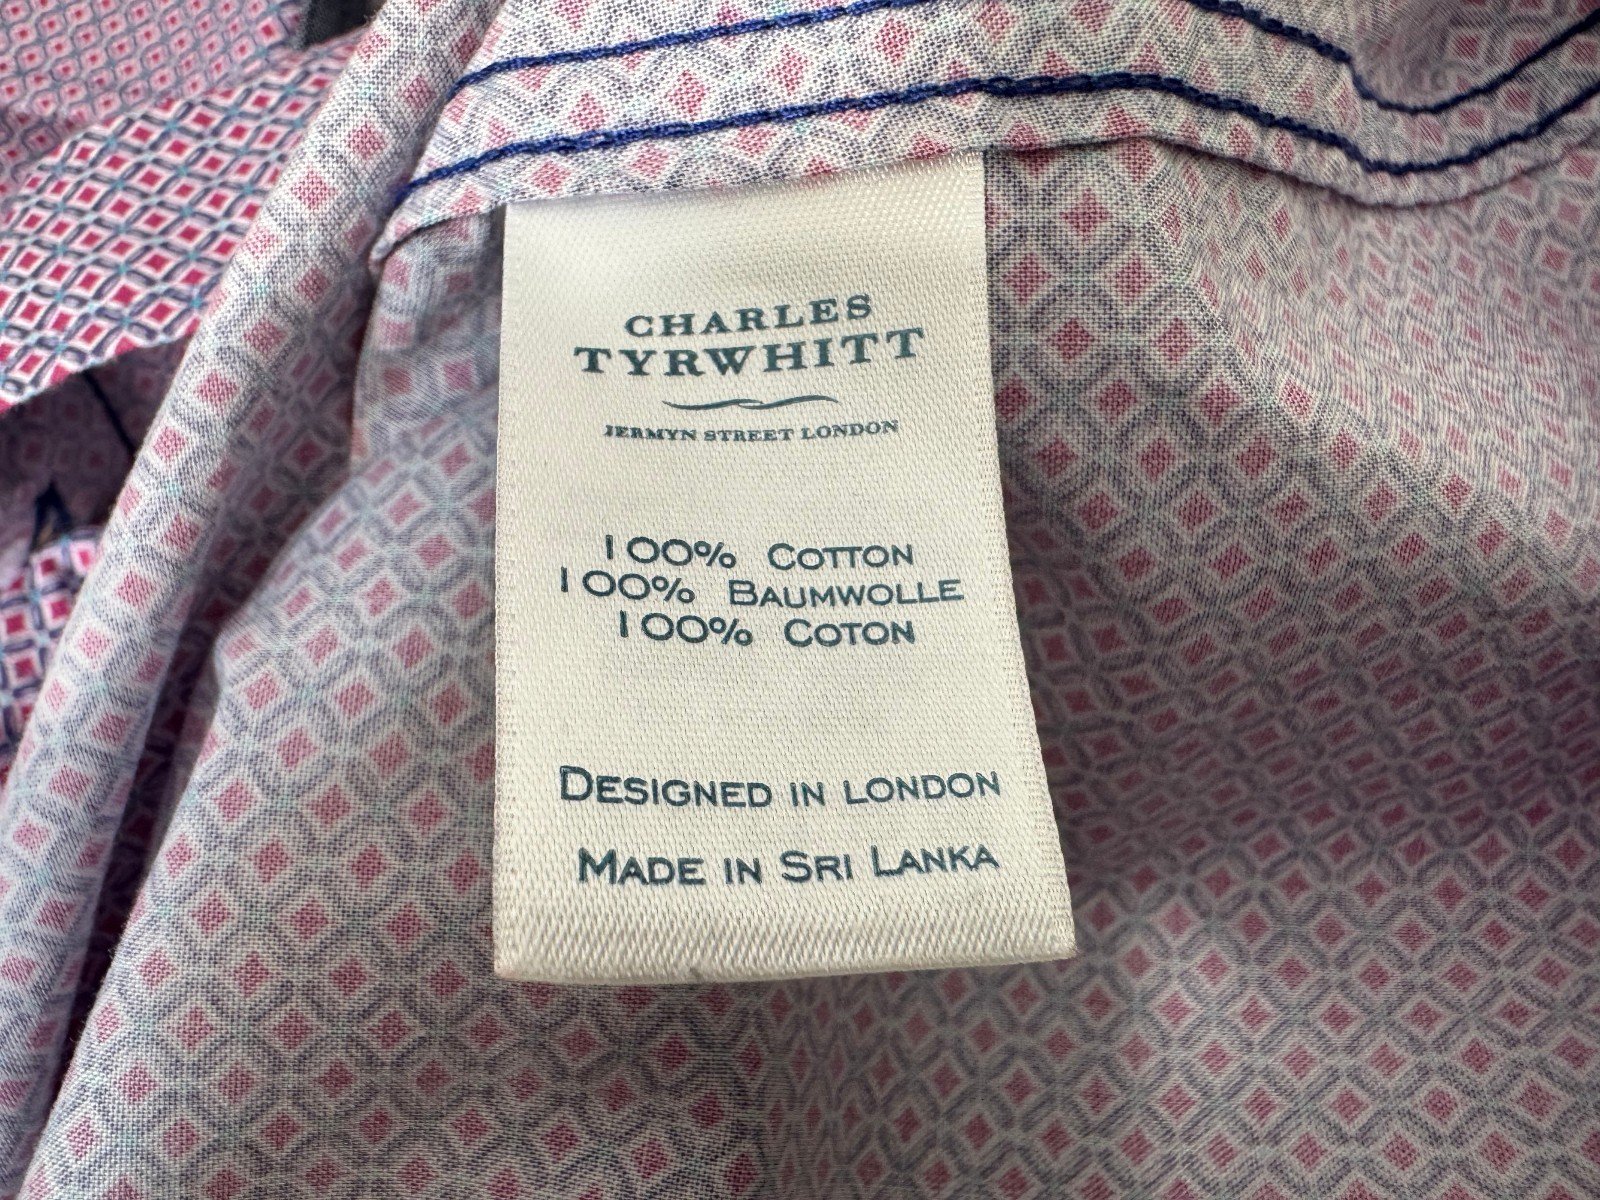 CHARLES
TYRWHITT
JERMYN STREET LONDON
100% COTTON
100% BAUMWOLLE
100% COTON
DESIGNED IN LONDON
MADE IN SRI LANKA